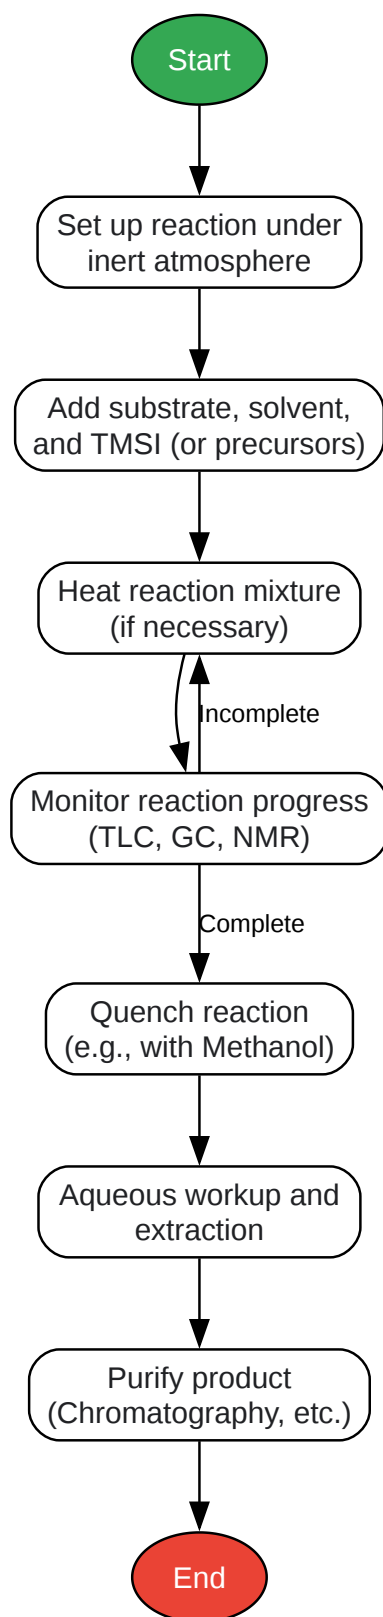 Start
Set up reaction under
inert atmosphere
Add substrate, solvent,
and TMSI (or precursors)
Heat reaction mixture
(if necessary)
Incomplete
Monitor reaction progress
(TLC, GC, NMR)
Complete
Quench reaction
(e.g., with Methanol)
Aqueous workup and
extraction
Purify product
(Chromatography, etc.)
End